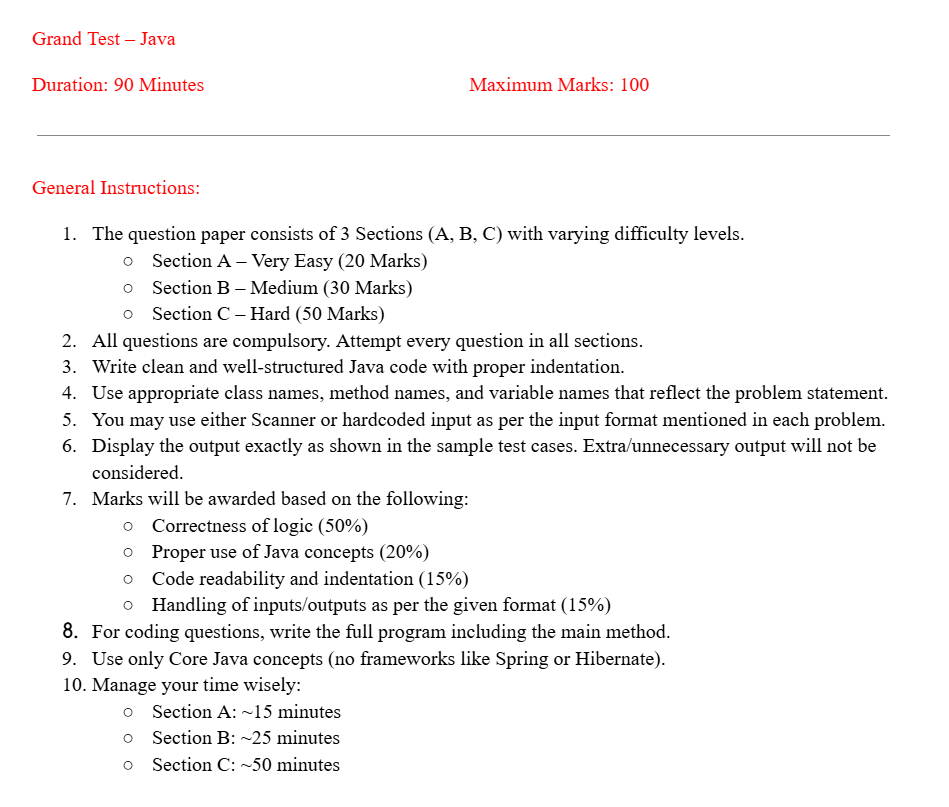 Grand Test – Java
Duration: 90 Minutes Maximum Marks: 100
General Instructions:
1. The question paper consists of 3 Sections (A, B, C) with varying difficulty levels.
○ Section A – Very Easy (20 Marks)
○ Section B – Medium (30 Marks)
○ Section C – Hard (50 Marks)
2. All questions are compulsory. Attempt every question in all sections.
3. Write clean and well-structured Java code with proper indentation.
4. Use appropriate class names, method names, and variable names that reflect the problem statement.
5. You may use either Scanner or hardcoded input as per the input format mentioned in each problem.
6. Display the output exactly as shown in the sample test cases. Extra/unnecessary output will not be
considered.
7. Marks will be awarded based on the following:
○ Correctness of logic (50%)
○ Proper use of Java concepts (20%)
○ Code readability and indentation (15%)
○ Handling of inputs/outputs as per the given format (15%)
8. For coding questions, write the full program including the main method.
9. Use only Core Java concepts (no frameworks like Spring or Hibernate).
10. Manage your time wisely:
○ Section A: ~15 minutes
○ Section B: ~25 minutes
○ Section C: ~50 minutes